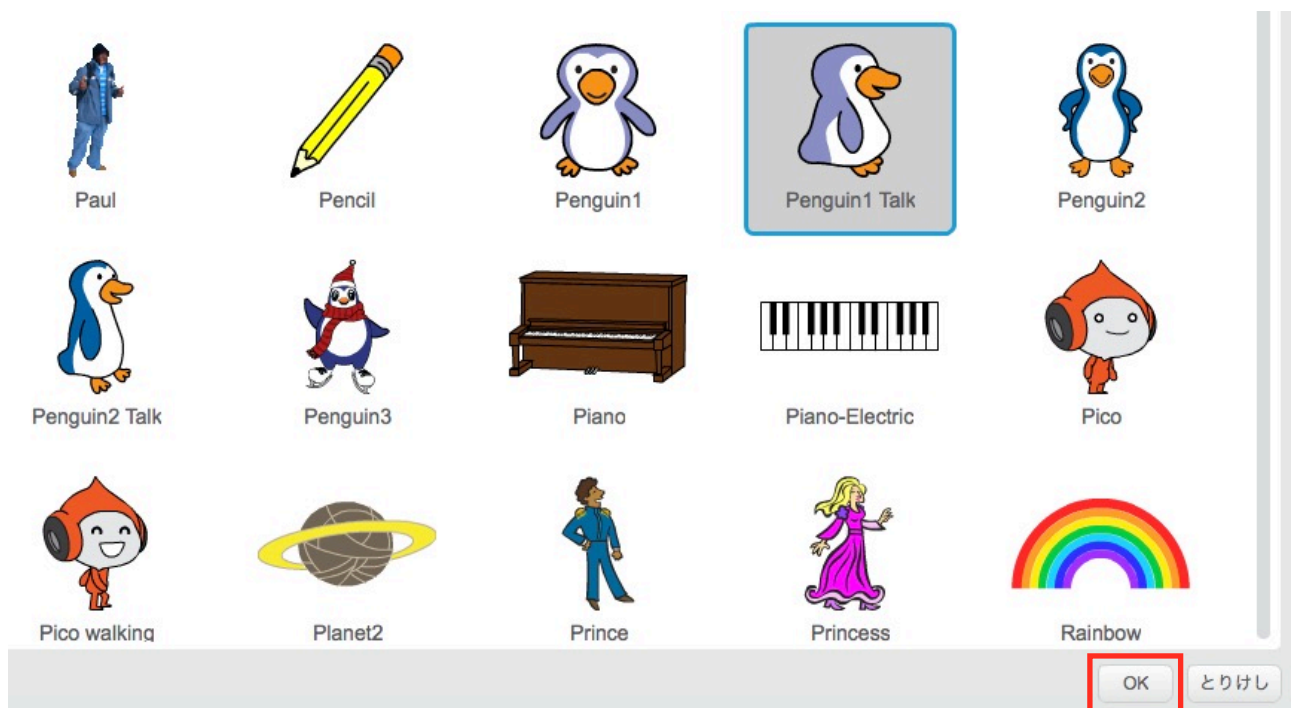 Paul
Pencil
Penguin1
Penguin1 Talk
Penguin2
Penguin2 Talk
Penguin3
Piano
Piano-Electric
Pico
Pico walking
Planet2
Prince
Princess
Rainbow
OK
とりけし